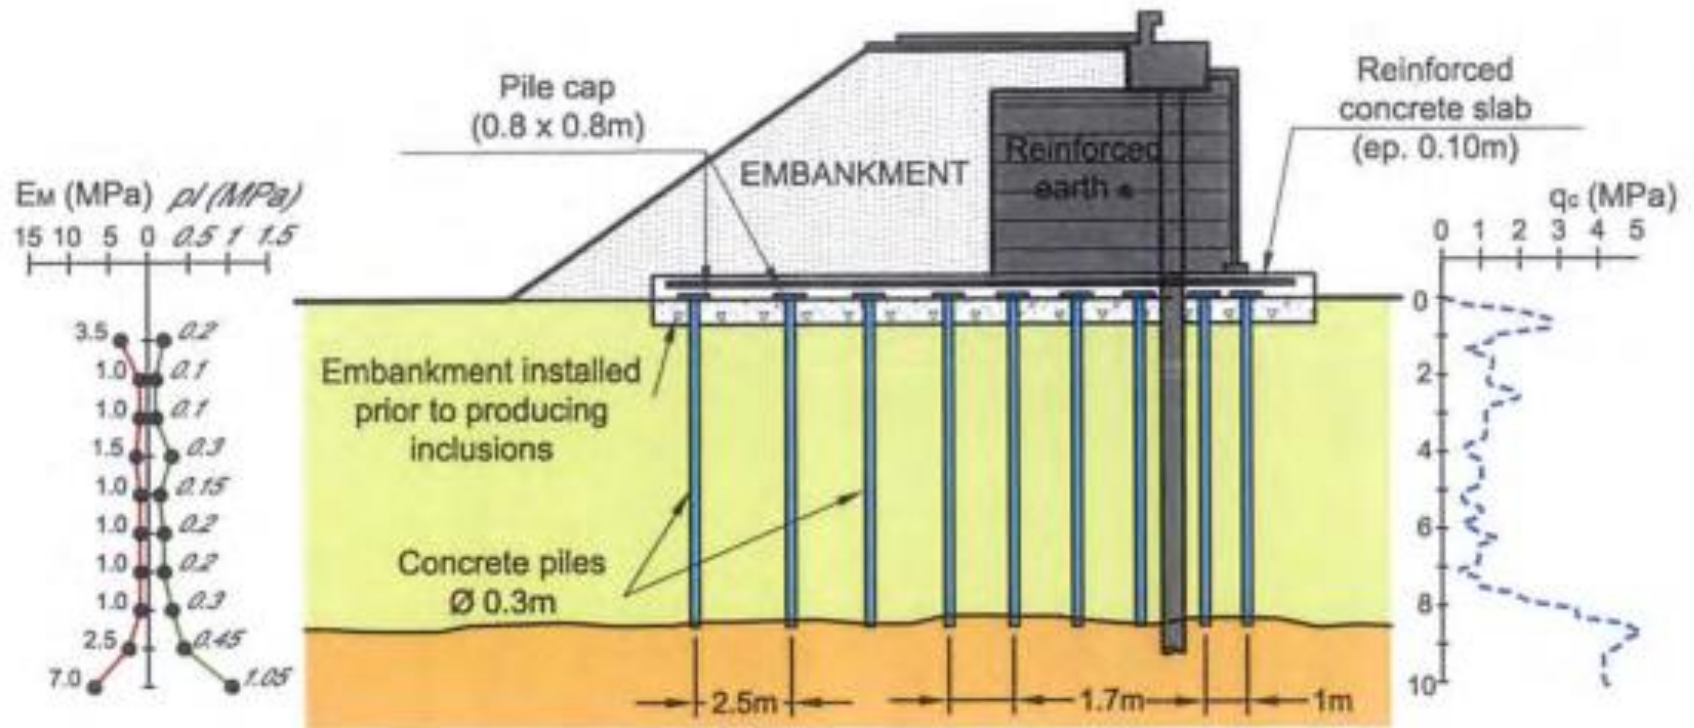 Pile cap
(0.8 x 0.8m)
EMBANKMENT
Reinforced
earth
Reinforced
concrete slab
(ep. 0.10m)
EM (MPa) pl (MPa)
15 10 5 0 0.5 1 1.5
3.5 0.2
1.0 0.1
1.0 0.1
1.5 0.3
1.0 0.15
1.0 0.2
1.0 0.2
1.0 0.3
2.5 0.45
7.0 1.05
Embankment installed
prior to producing
inclusions
Concrete piles
Ø 0.3m
2.5m
1.7m
1m
qc (MPa)
0 1 2 3 4 5
0
2
4
6
8
10